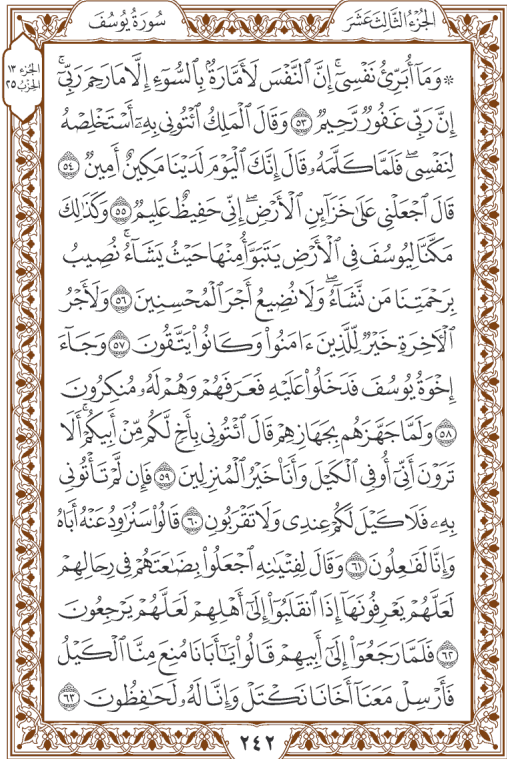 الجُزْءُ الثَّالِثَ عَشَرَ
سُورَةُ يُوسُفَ
الجُزء ١٣
الحِزْبُ ٢٥
۞ وَمَآ أُبَرِّئُ نَفْسِىٓۚ إِنَّ ٱلنَّفْسَ لَأَمَّارَةُۢ بِٱلسُّوٓءِ إِلَّا مَا رَحِمَ رَبِّىٓۚ
إِنَّ رَبِّى غَفُورٞ رَّحِيمٞ ٥٣ وَقَالَ ٱلْمَلِكُ ٱئْتُونِى بِهِۦٓ أَسْتَخْلِصْهُ
لِنَفْسِىۖ فَلَمَّا كَلَّمَهُۥ قَالَ إِنَّكَ ٱلْيَوْمَ لَدَيْنَا مَكِينٌ أَمِينٞ ٥٤
قَالَ ٱجْعَلْنِى عَلَىٰ خَزَآئِنِ ٱلْأَرْضِۖ إِنِّى حَفِيظٌ عَلِيمٞ ٥٥ وَكَذَٰلِكَ
مَكَّنَّا لِيُوسُفَ فِى ٱلْأَرْضِ يَتَبَوَّأُ مِنْهَا حَيْثُ يَشَآءُۚ نُصِيبُ
بِرَحْمَتِنَا مَن نَّشَآءُۖ وَلَا نُضِيعُ أَجْرَ ٱلْمُحْسِنِينَ ٥٦ وَلَأَجْرُ
ٱلْأٓخِرَةِ خَيْرٞ لِّلَّذِينَ ءَامَنُوا۟ وَكَانُوا۟ يَتَّقُونَ ٥٧ وَجَآءَ
إِخْوَةُ يُوسُفَ فَدَخَلُوا۟ عَلَيْهِ فَعَرَفَهُمْ وَهُمْ لَهُۥ مُنكِرُونَ
٥٨ وَلَمَّا جَهَّزَهُم بِجَهَازِهِمْ قَالَ ٱئْتُونِى بِأَخٖ لَّكُم مِّنْ أَبِيكُمْۚ أَلَا
تَرَوْنَ أَنِّىٓ أُوفِى ٱلْكَيْلَ وَأَنَا۠ خَيْرُ ٱلْمُنزِلِينَ ٥٩ فَإِن لَّمْ تَأْتُونِى
بِهِۦ فَلَا كَيْلَ لَكُمْ عِندِى وَلَا تَقْرَبُونِ ٦٠ قَالُوا۟ سَنُرَٰوِدُ عَنْهُ أَبَاهُ
وَإِنَّا لَفَٰعِلُونَ ٦١ وَقَالَ لِفِتْيَٰنِهِ ٱجْعَلُوا۟ بِضَٰعَتَهُمْ فِى رِحَالِهِمْ
لَعَلَّهُمْ يَعْرِفُونَهَآ إِذَا ٱنقَلَبُوٓا۟ إِلَىٰٓ أَهْلِهِمْ لَعَلَّهُمْ يَرْجِعُونَ
٦٢ فَلَمَّا رَجَعُوٓا۟ إِلَىٰٓ أَبِيهِمْ قَالُوا۟ يَٰٓأَبَانَا مُنِعَ مِنَّا ٱلْكَيْلُ
فَأَرْسِلْ مَعَنَآ أَخَانَا نَكْتَلْ وَإِنَّا لَهُۥ لَحَٰفِظُونَ ٦٣
٢٤٢